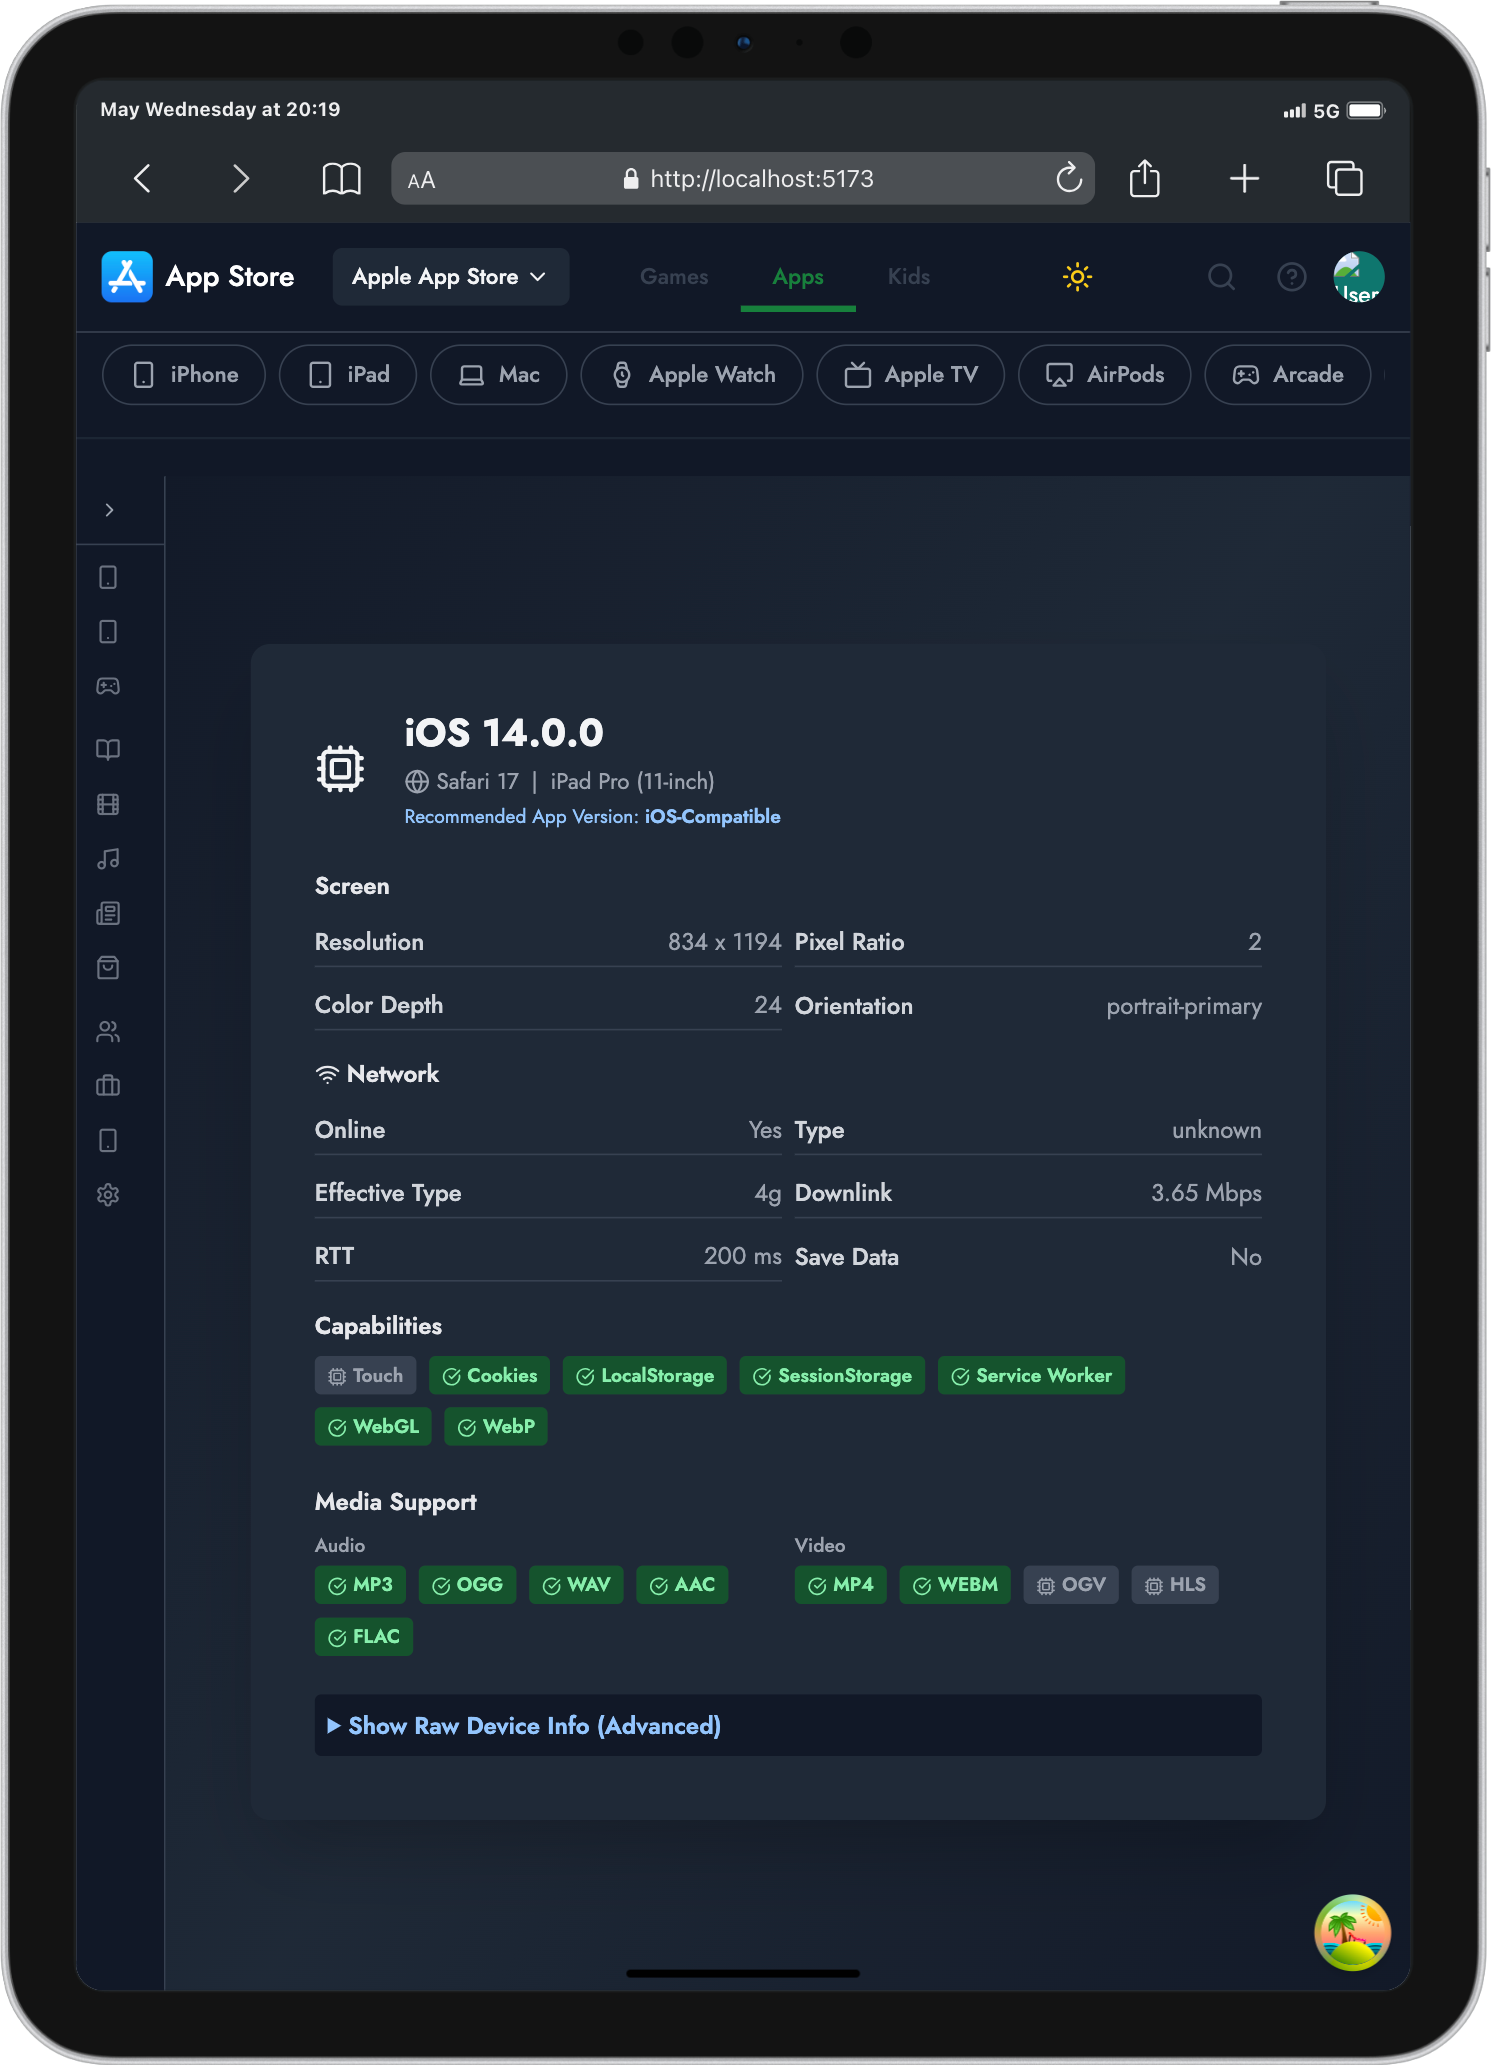 May Wednesday at 20:19
5G
AA
http://localhost:5173
App Store
Apple App Store
Games
Apps
Kids
User
iPhone
iPad
Mac
Apple Watch
Apple TV
AirPods
Arcade
iOS 14.0.0
Safari 17 | iPad Pro (11-inch)
Recommended App Version: iOS-Compatible
Screen
Resolution 834 x 1194
Pixel Ratio 2
Color Depth 24
Orientation portrait-primary
Network
Online Yes
Type unknown
Effective Type 4g
Downlink 3.65 Mbps
RTT 200 ms
Save Data No
Capabilities
Touch Cookies LocalStorage SessionStorage Service Worker
WebGL WebP
Media Support
Audio
MP3 OGG WAV AAC
FLAC
Video
MP4 WEBM OGV HLS
Show Raw Device Info (Advanced)